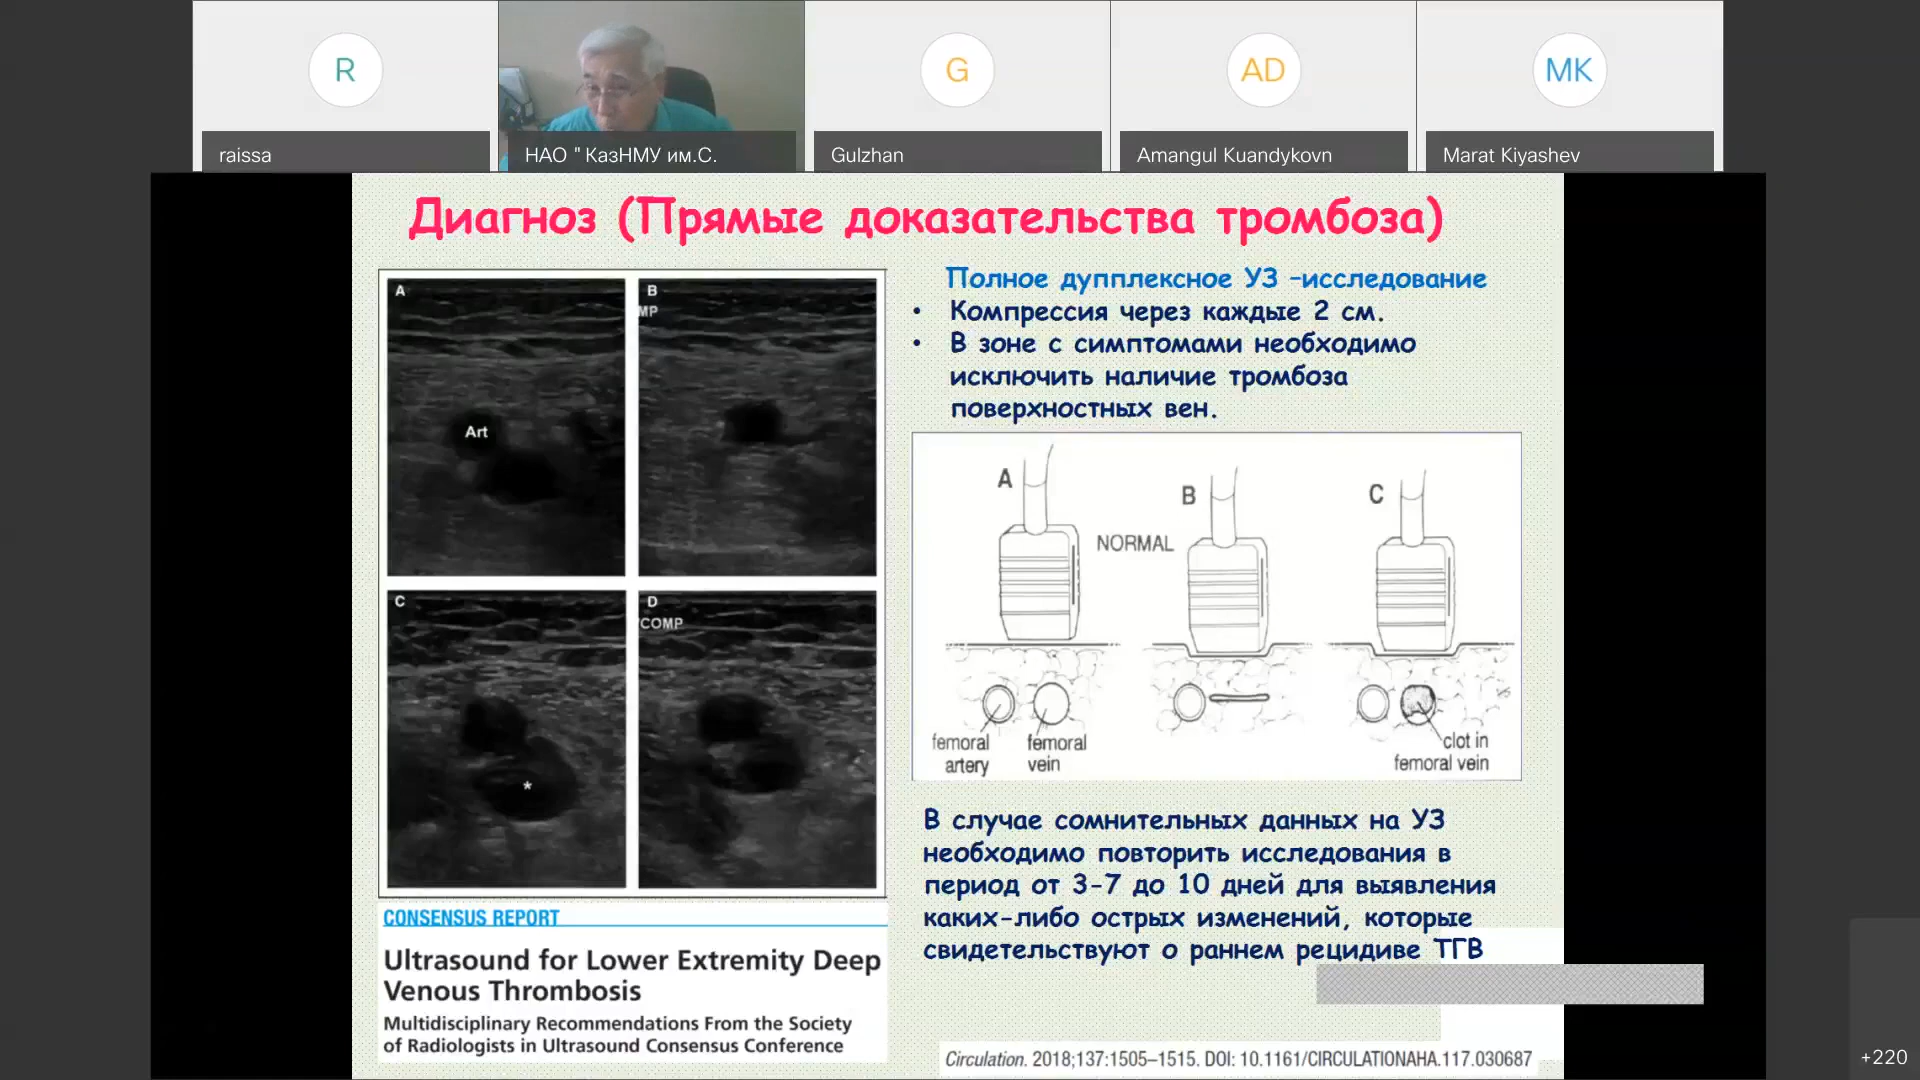 R
G
AD
MK
raissa
НАО " КазНМУ им.С.
Gulzhan
Amangul Kuandykovn
Marat Kiyashev
Диагноз (Прямые доказательства тромбоза)
A
Art
B
MP
C
*
D
COMP
CONSENSUS REPORT
Ultrasound for Lower Extremity Deep
Venous Thrombosis
Multidisciplinary Recommendations From the Society
of Radiologists in Ultrasound Consensus Conference
Полное дупплексное УЗ –исследование
• Компрессия через каждые 2 см.
• В зоне с симптомами необходимо
исключить наличие тромбоза
поверхностных вен.
A
NORMAL
B
C
femoral
artery
femoral
vein
clot in
femoral vein
В случае сомнительных данных на УЗ
необходимо повторить исследования в
период от 3-7 до 10 дней для выявления
каких-либо острых изменений, которые
свидетельствуют о раннем рецидиве ТГВ
Circulation. 2018;137:1505–1515. DOI: 10.1161/CIRCULATIONAHA.117.030687
+220